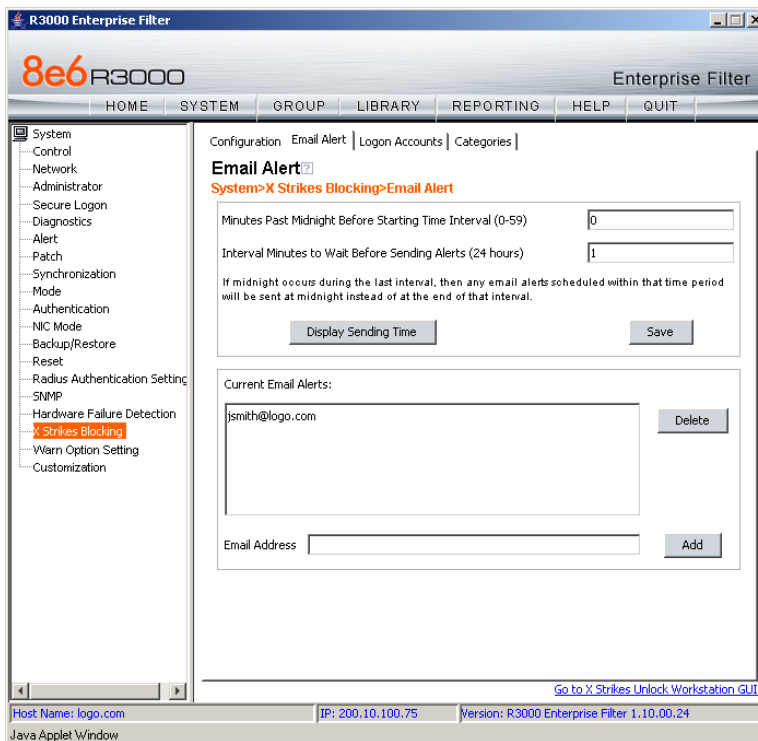 R3000 Enterprise Filter
8e6 R3000
Enterprise Filter
HOME SYSTEM GROUP LIBRARY REPORTING HELP QUIT
System
Control
Network
Administrator
Secure Logon
Diagnostics
Alert
Patch
Synchronization
Mode
Authentication
NIC Mode
Backup/Restore
Reset
Radius Authentication Setting
SNMP
Hardware Failure Detection
X Strikes Blocking
Warn Option Setting
Customization
Configuration Email Alert Logon Accounts Categories
Email Alert ?
System>X Strikes Blocking>Email Alert
Minutes Past Midnight Before Starting Time Interval (0-59) 0
Interval Minutes to Wait Before Sending Alerts (24 hours) 1
If midnight occurs during the last interval, then any email alerts scheduled within that time period
will be sent at midnight instead of at the end of that interval.
Display Sending Time Save
Current Email Alerts:
jsmith@logo.com
Delete
Email Address Add
Go to X Strikes Unlock Workstation GUI
Host Name: logo.com IP: 200.10.100.75 Version: R3000 Enterprise Filter 1.10.00.24
Java Applet Window